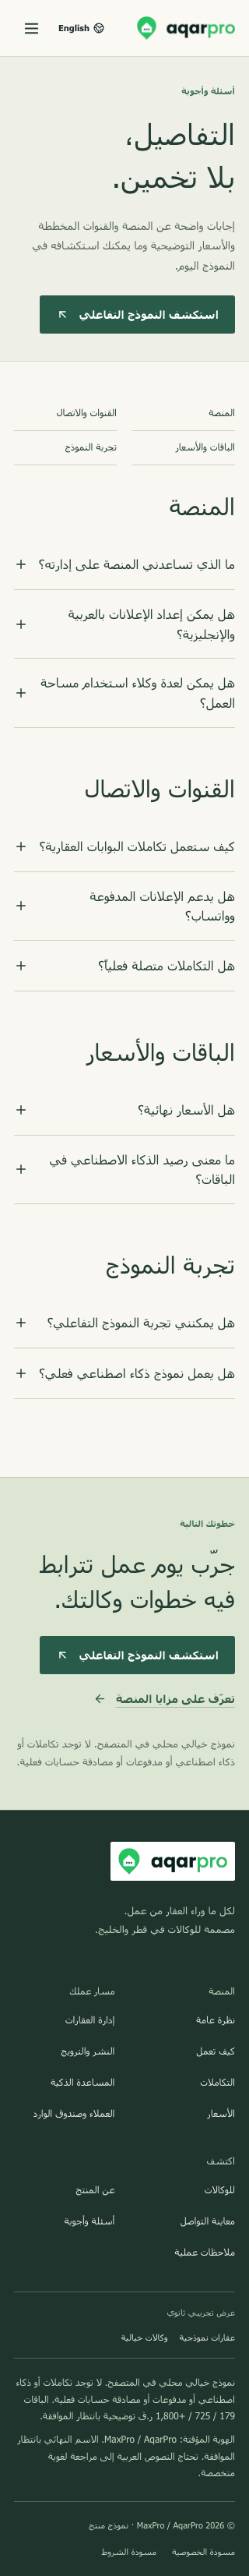 aqarpro
English
أسئلة وأجوبة
التفاصيل،
بلا تخمين.
إجابات واضحة عن المنصة والقنوات المخططة
والأسعار التوضيحية وما يمكنك استكشافه في
النموذج اليوم.
استكشف النموذج التفاعلي
المنصة
القنوات والاتصال
الباقات والأسعار
تجربة النموذج
المنصة
ما الذي تساعدني المنصة على إدارته؟
هل يمكن إعداد الإعلانات بالعربية
والإنجليزية؟
هل يمكن لعدة وكلاء استخدام مساحة
العمل؟
القنوات والاتصال
كيف ستعمل تكاملات البوابات العقارية؟
هل يدعم الإعلانات المدفوعة
وواتساب؟
هل التكاملات متصلة فعلياً؟
الباقات والأسعار
هل الأسعار نهائية؟
ما معنى رصيد الذكاء الاصطناعي في
الباقات؟
تجربة النموذج
هل يمكنني تجربة النموذج التفاعلي؟
هل يعمل نموذج ذكاء اصطناعي فعلي؟
خطوتك التالية
جرّب يوم عمل تترابط
فيه خطوات وكالتك.
استكشف النموذج التفاعلي
تعرّف على مزايا المنصة
نموذج خيالي محلي في المتصفح. لا توجد تكاملات أو
ذكاء اصطناعي أو مدفوعات أو مصادقة حسابات فعلية.
aqarpro
لكل ما وراء العقار من عمل.
مصممة للوكالات في قطر والخليج.
المنصة
نظرة عامة
كيف تعمل
التكاملات
الأسعار
مسار عملك
إدارة العقارات
النشر والترويج
المساعدة الذكية
العملاء وصندوق الوارد
اكتشف
للوكالات
معاينة التواصل
ملاحظات عملية
عن المنتج
أسئلة وأجوبة
عرض تجريبي ثانوي
عقارات نموذجية
وكالات خيالية
نموذج خيالي محلي في المتصفح. لا توجد تكاملات أو ذكاء
اصطناعي أو مدفوعات أو مصادقة حسابات فعلية. الباقات
179 / 725 / 1,800+ ر.ق توضيحية بانتظار الموافقة.
الهوية المؤقتة: MaxPro / AqarPro. الاسم النهائي بانتظار
الموافقة. تحتاج النصوص العربية إلى مراجعة لغوية
متخصصة.
© 2026 MaxPro / AqarPro · نموذج منتج
مسودة الخصوصية
مسودة الشروط